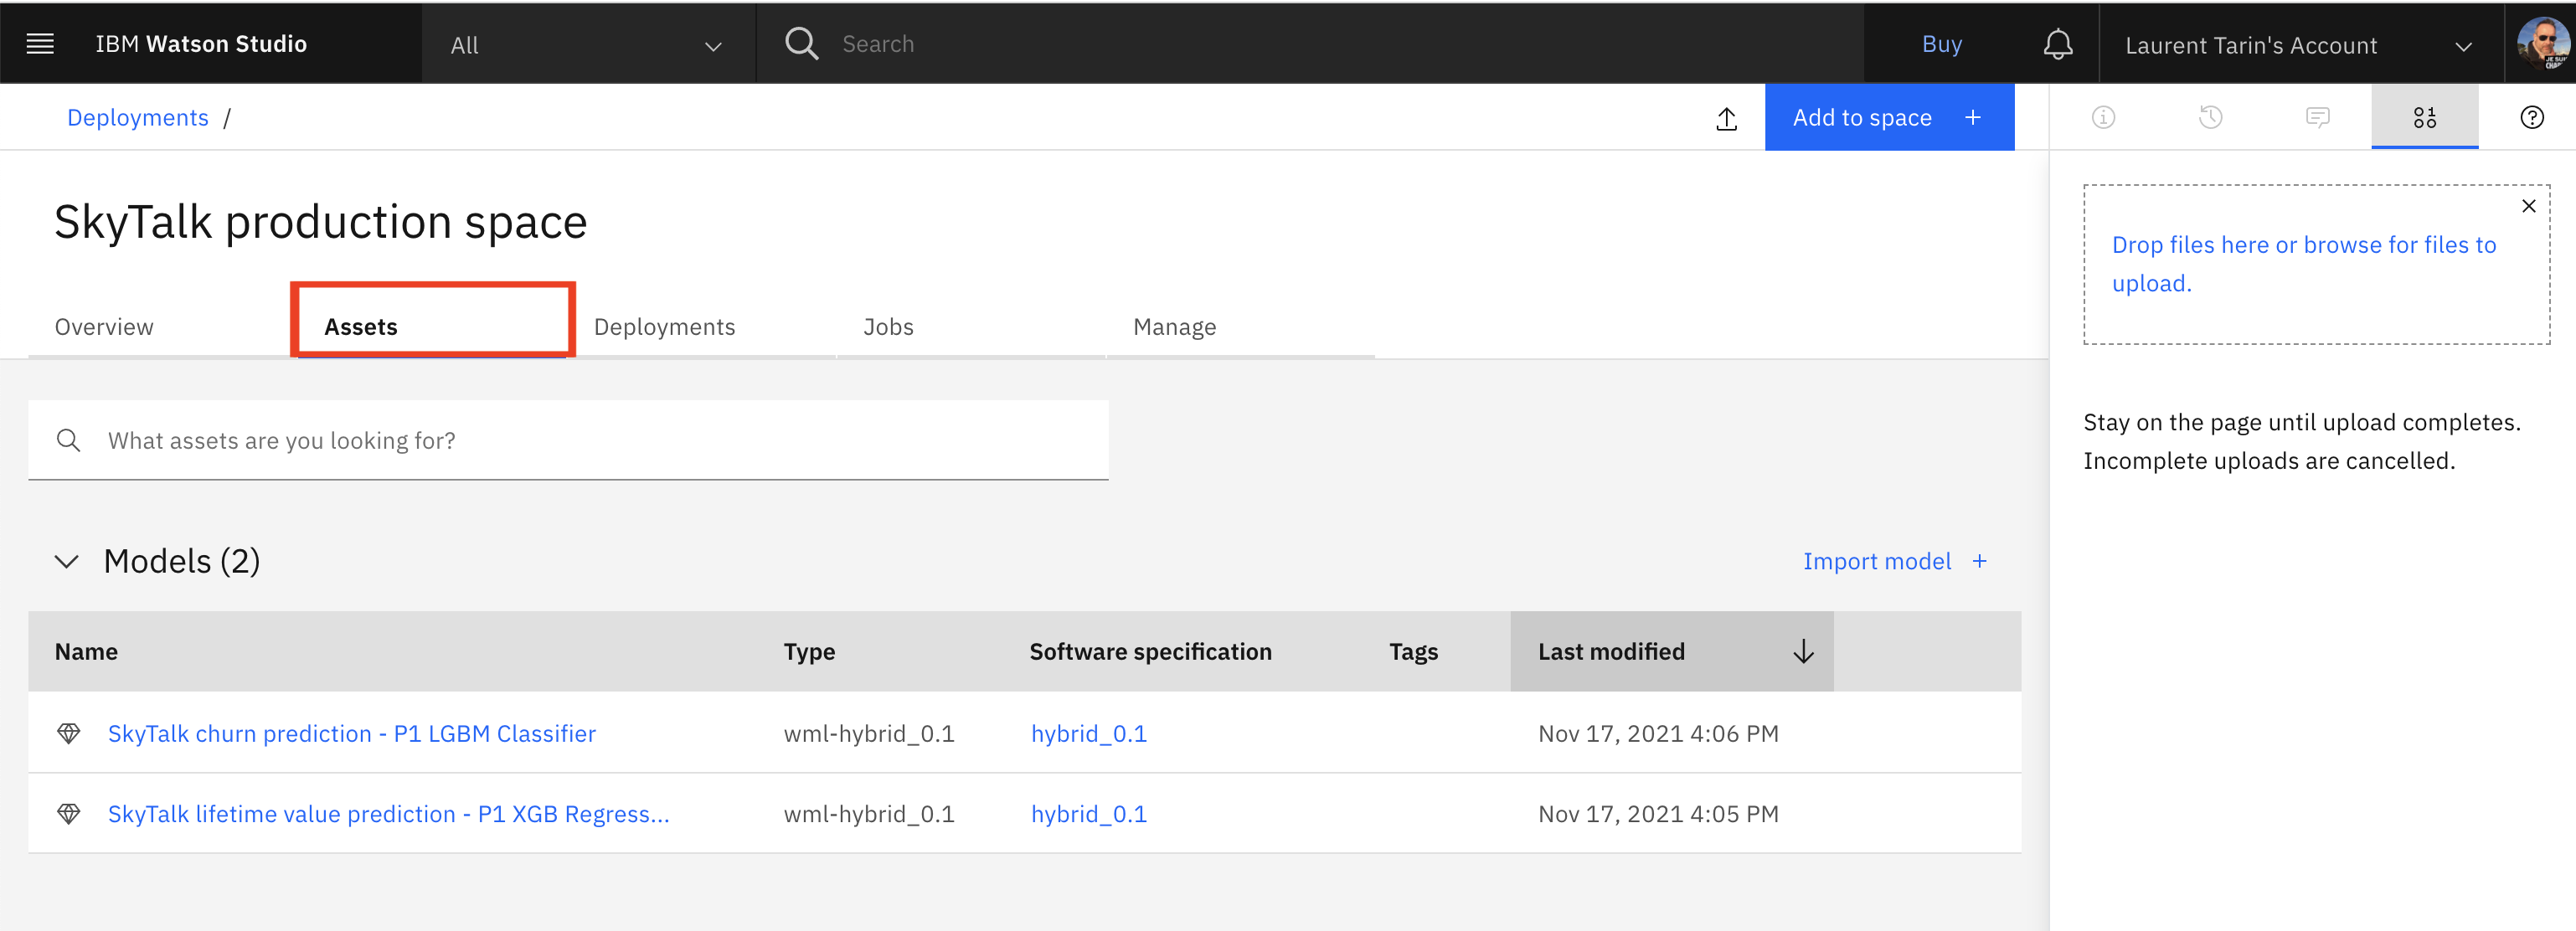 IBM Watson Studio
All
Search
Buy
Laurent Tarin's Account
Deployments /
Add to space +
SkyTalk production space
Overview
Assets
Deployments
Jobs
Manage
Drop files here or browse for files to
upload.
Stay on the page until upload completes.
Incomplete uploads are cancelled.
What assets are you looking for?
Models (2)
Import model +
Name Type Software specification Tags Last modified
SkyTalk churn prediction - P1 LGBM Classifier wml-hybrid_0.1 hybrid_0.1 Nov 17, 2021 4:06 PM
SkyTalk lifetime value prediction - P1 XGB Regress... wml-hybrid_0.1 hybrid_0.1 Nov 17, 2021 4:05 PM